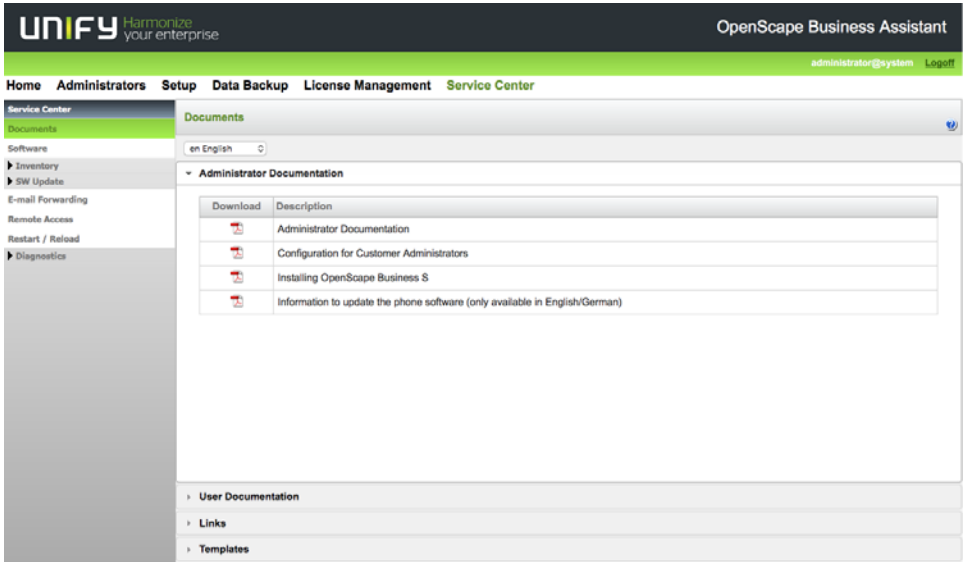 UNIFY Harmonize
your enterprise
OpenScape Business Assistant
administrator@system Logoff
Home Administrators Setup Data Backup License Management Service Center
Service Center
Documents
Software
Inventory
SW Update
E-mail Forwarding
Remote Access
Restart / Reload
Diagnostics
Documents
en English
Administrator Documentation
Download Description
Administrator Documentation
Configuration for Customer Administrators
Installing OpenScape Business S
Information to update the phone software (only available in English/German)
User Documentation
Links
Templates